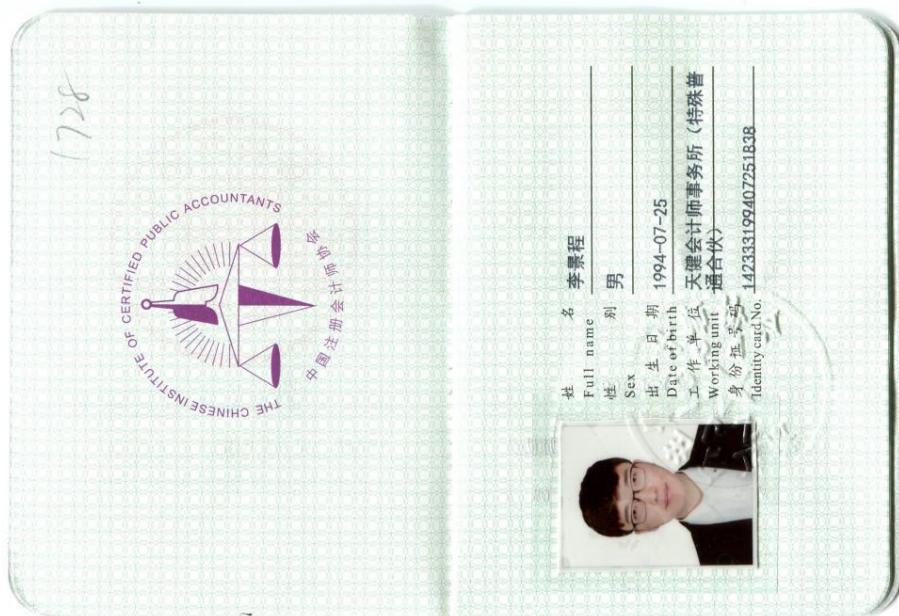 1728
THE CHINESE INSTITUTE OF CERTIFIED PUBLIC ACCOUNTANTS
中国注册会计师协会
姓 名 李景程
Full name
性 别 男
Sex
出 生 日 期 1994-07-25
Date of birth
工 作 单 位 天健会计师事务所（特殊普
Working unit 通合伙）
身 份 证 号 码 142333199407251838
Identity card No.